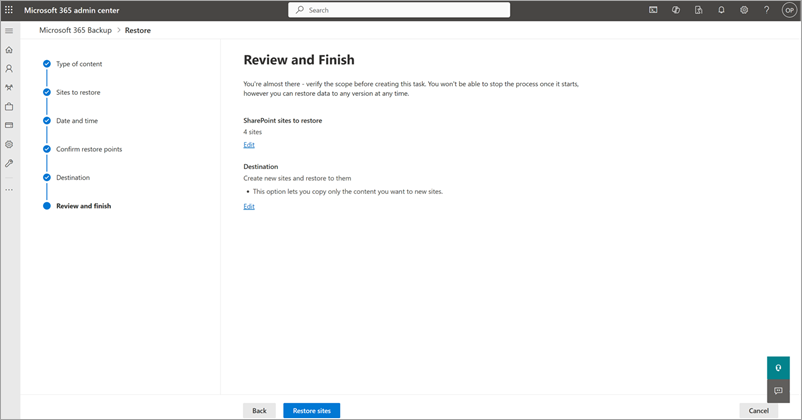 Microsoft 365 admin center
Search
OP
Microsoft 365 Backup > Restore
Type of content
Sites to restore
Date and time
Confirm restore points
Destination
Review and finish
Review and Finish
You're almost there - verify the scope before creating this task. You won't be able to stop the process once it starts,
however you can restore data to any version at any time.
SharePoint sites to restore
4 sites
Edit
Destination
Create new sites and restore to them
• This option lets you copy only the content you want to new sites.
Edit
Back
Restore sites
Cancel